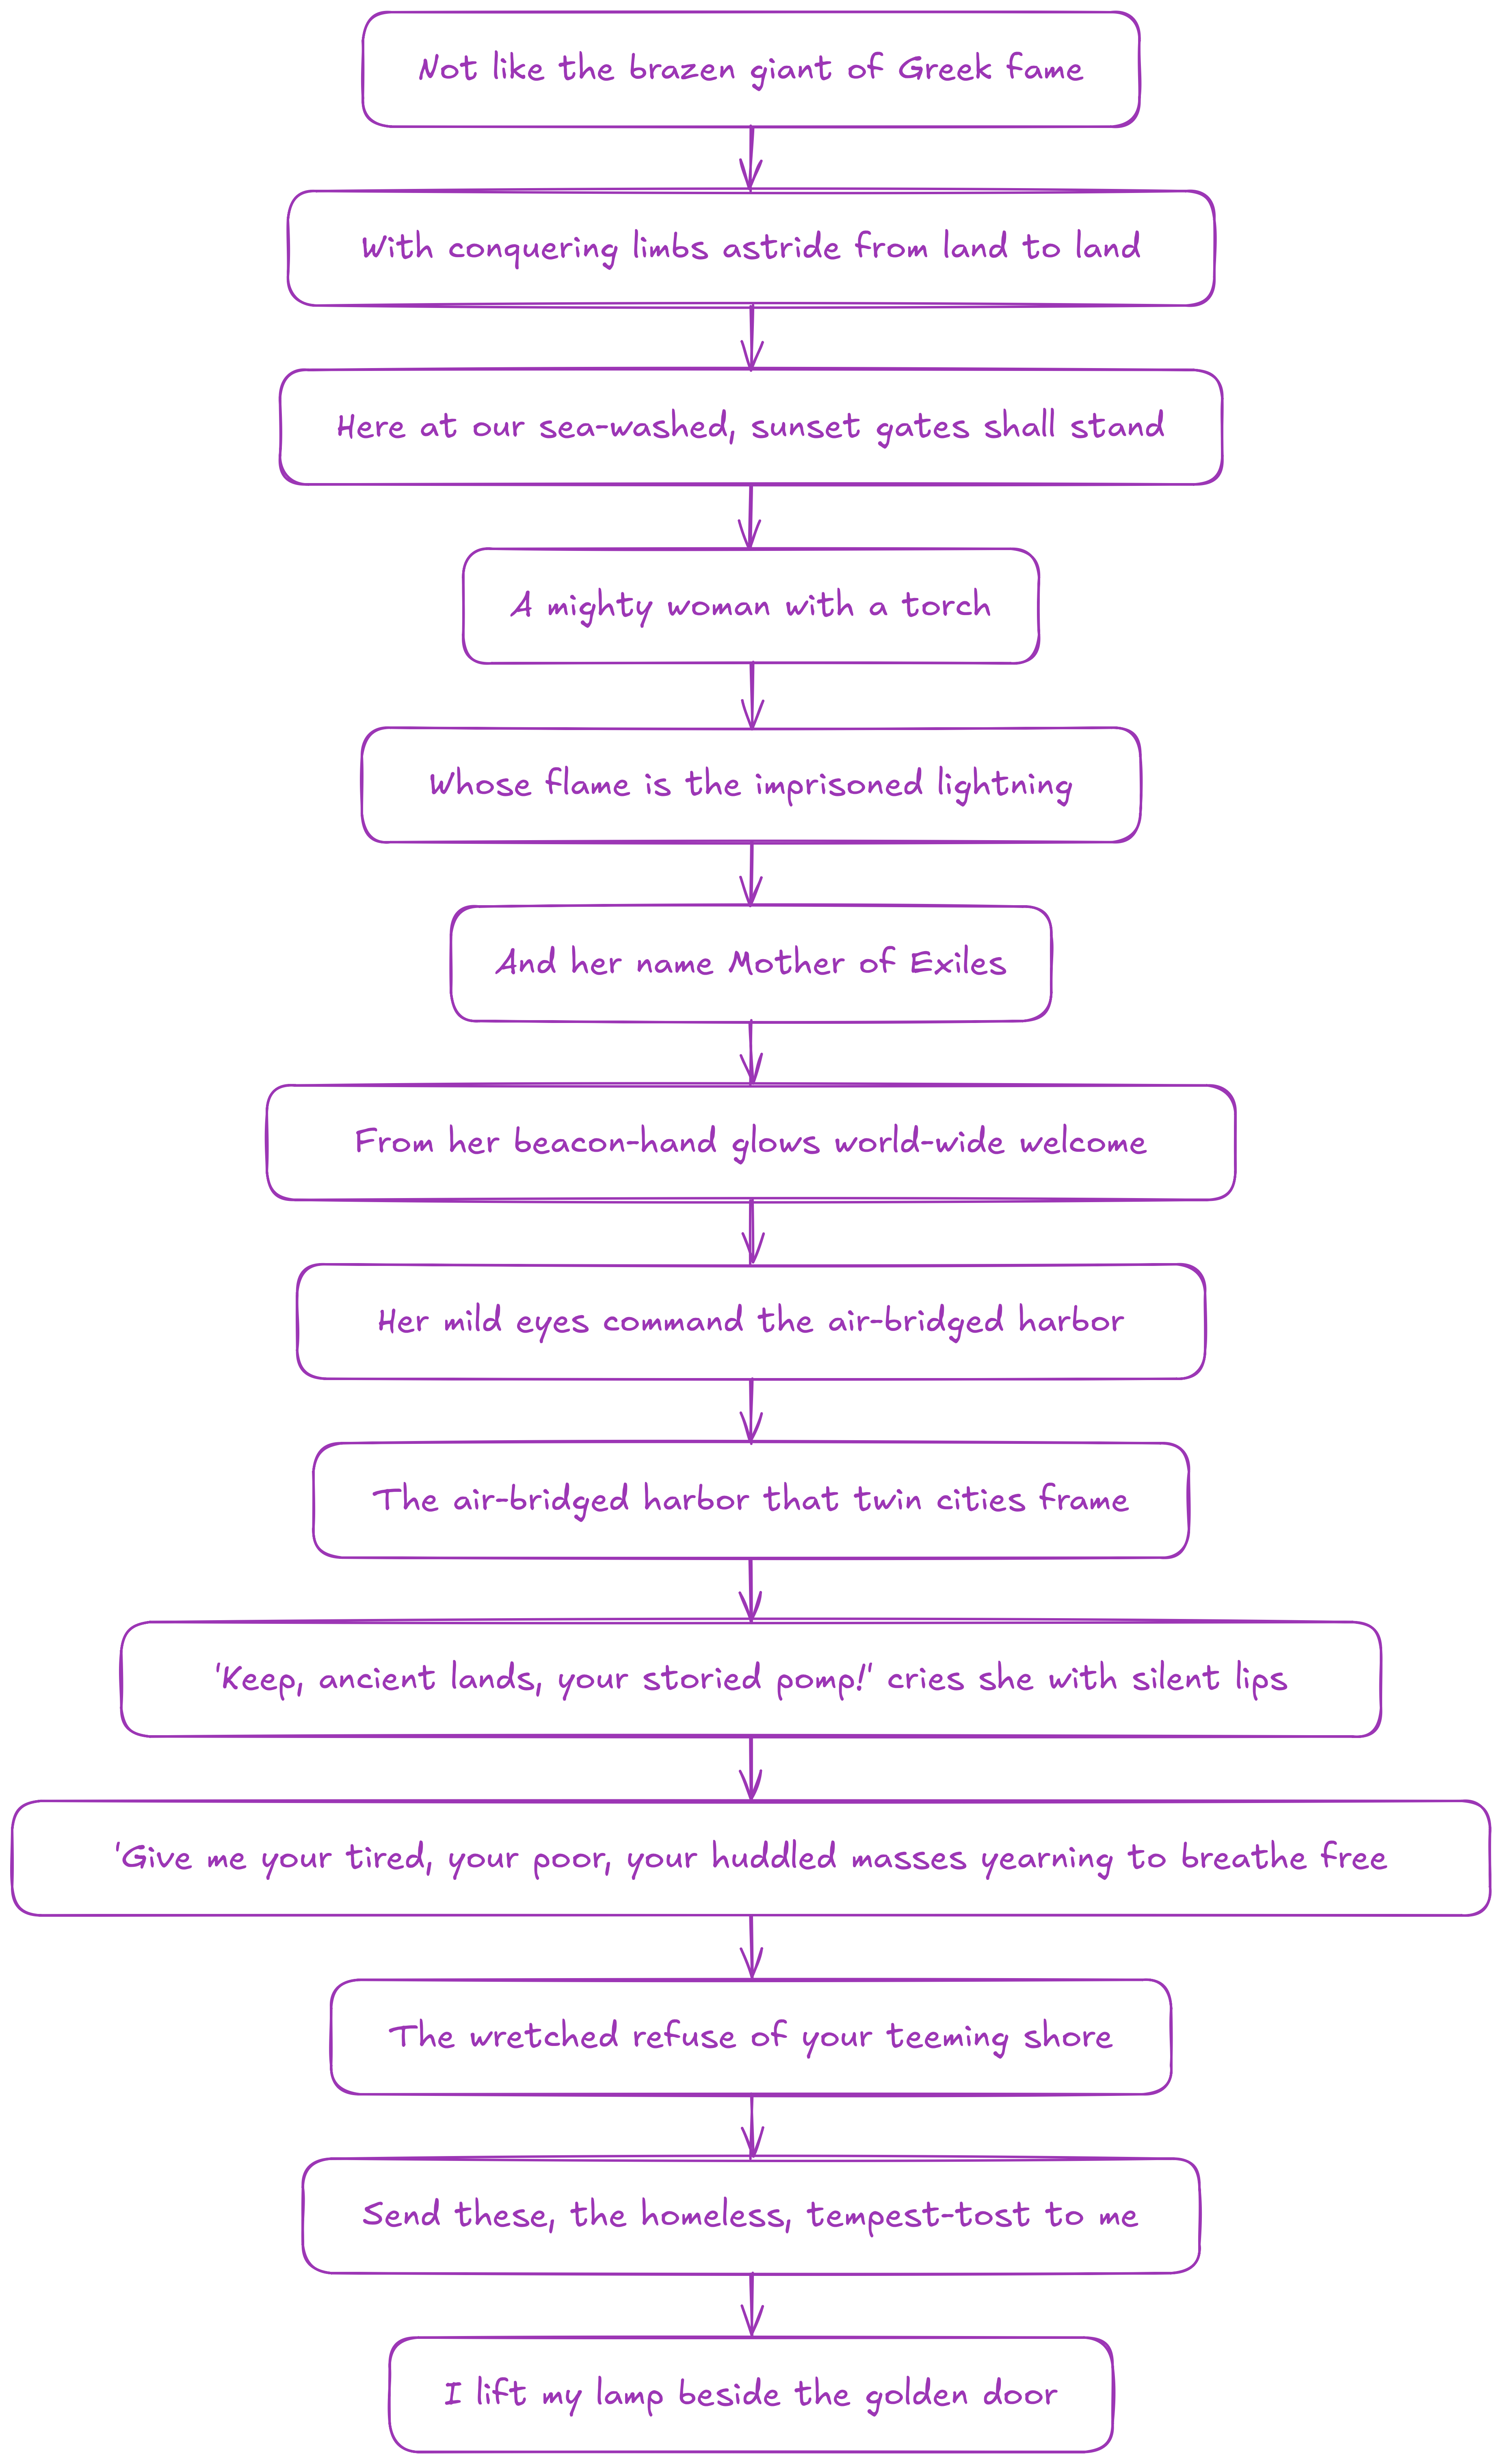 Not like the brazen giant of Greek fame
With conquering limbs astride from land to land
Here at our sea-washed, sunset gates shall stand
A mighty woman with a torch
Whose flame is the imprisoned lightning
And her name Mother of Exiles
From her beacon-hand glows world-wide welcome
Her mild eyes command the air-bridged harbor
The air-bridged harbor that twin cities frame
'Keep, ancient lands, your storied pomp!' cries she with silent lips
'Give me your tired, your poor, your huddled masses yearning to breathe free
The wretched refuse of your teeming shore
Send these, the homeless, tempest-tost to me
I lift my lamp beside the golden door